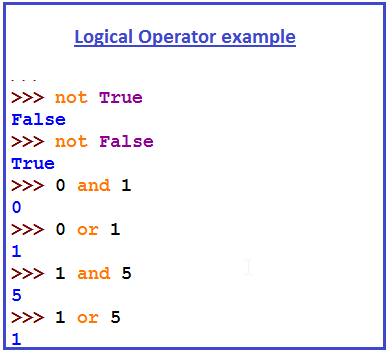 Logical Operator example
>>> not True
False
>>> not False
True
>>> 0 and 1
0
>>> 0 or 1
1
>>> 1 and 5
5
>>> 1 or 5
1